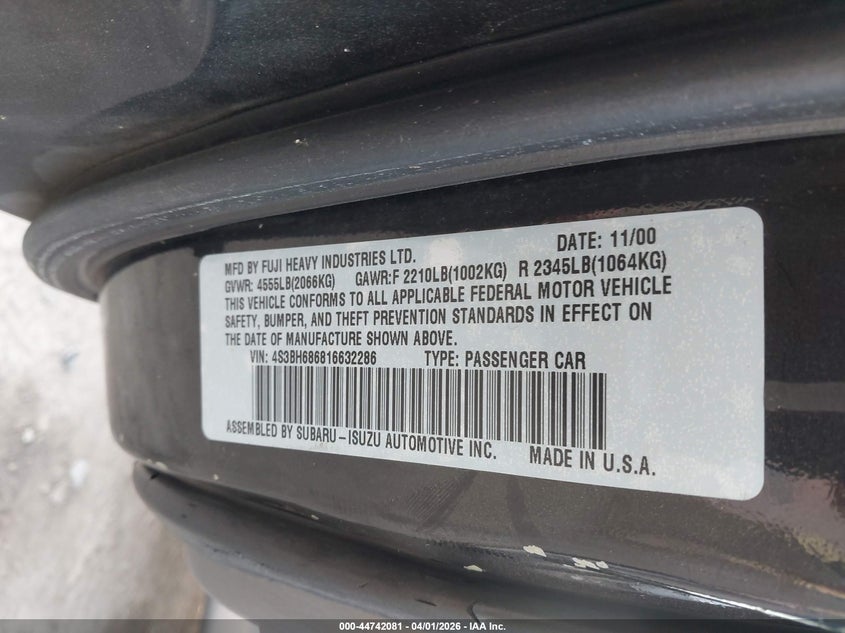 MFD BY FUJI HEAVY INDUSTRIES LTD. DATE: 11/00
GVWR: 4555LB(2066KG) GAWR:F 2210LB(1002KG) R 2345LB(1064KG)
THIS VEHICLE CONFORMS TO ALL APPLICABLE FEDERAL MOTOR VEHICLE
SAFETY, BUMPER, AND THEFT PREVENTION STANDARDS IN EFFECT ON
THE DATE OF MANUFACTURE SHOWN ABOVE.
VIN: 4S3BH686816632286 TYPE: PASSENGER CAR
ASSEMBLED BY SUBARU-ISUZU AUTOMOTIVE INC. MADE IN U.S.A.
000-44742081 - 04/01/2026 - IAA Inc.